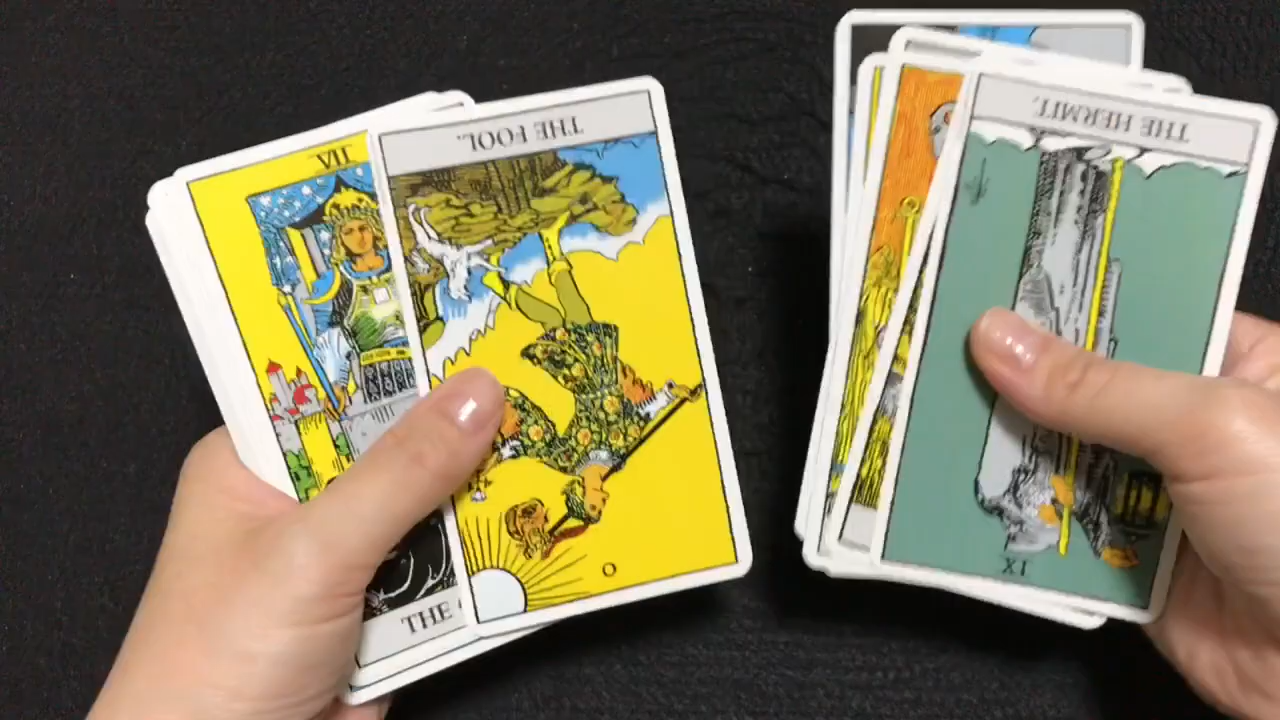 VII
THE
THE FOOL.
0
THE HERMIT.
IX